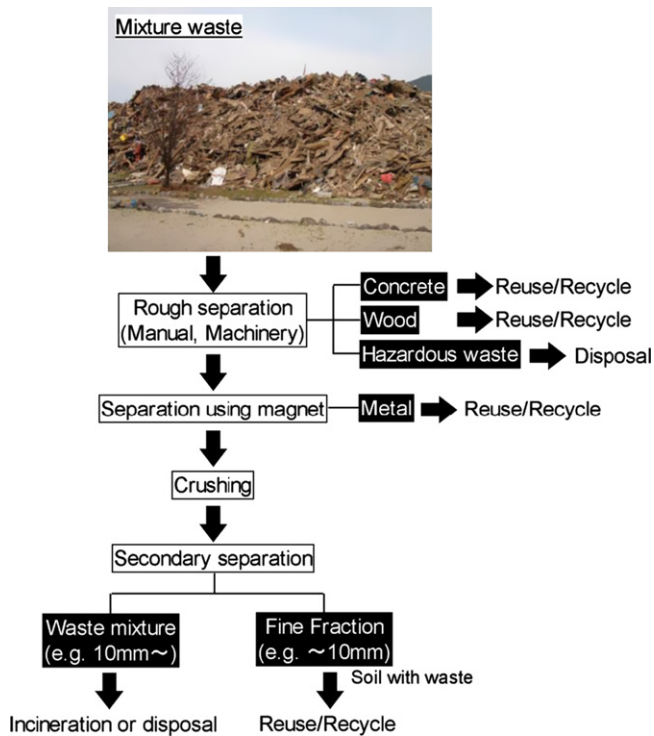 Mixture waste
Rough separation
(Manual, Machinery)
Concrete
Reuse/Recycle
Wood
Reuse/Recycle
Hazardous waste
Disposal
Separation using magnet
Metal
Reuse/Recycle
Crushing
Secondary separation
Waste mixture
(e.g. 10mm～)
Fine Fraction
(e.g. ～10mm)
Soil with waste
Incineration or disposal
Reuse/Recycle